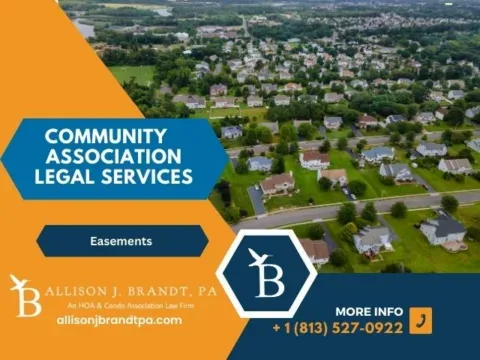 COMMUNITY
ASSOCIATION
LEGAL SERVICES
Easements
B ALLISON J. BRANDT, PA
An HOA & Condo Association Law Firm
allisonjbrandtpa.com
B
MORE INFO
+ 1 (813) 527-0922